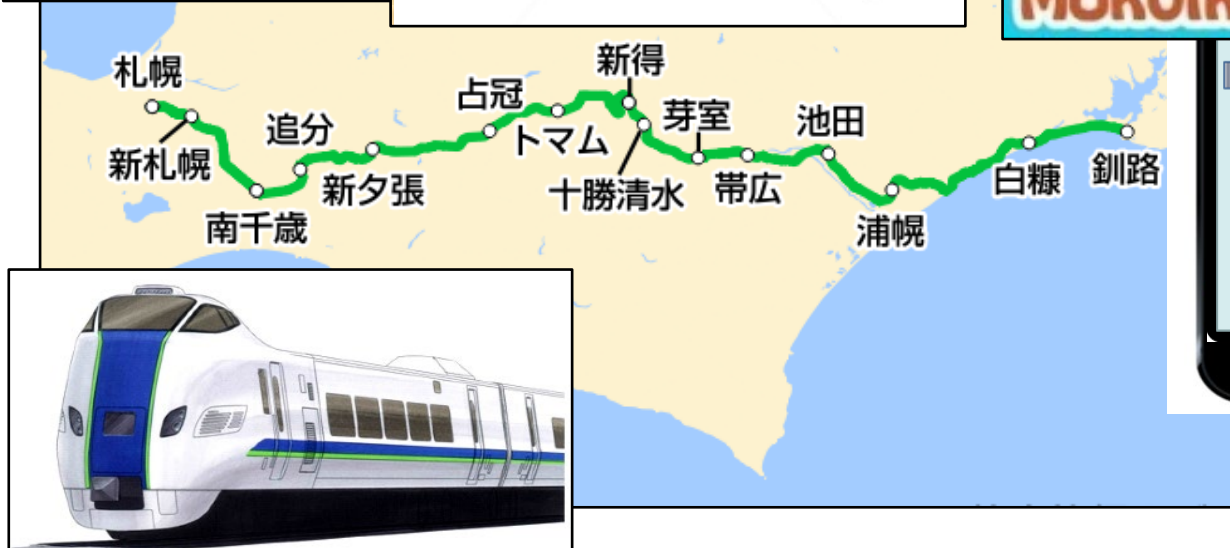 札幌
新札幌
南千歳
追分
新夕張
占冠
トマム
新得
十勝清水
芽室
帯広
池田
浦幌
白糠
釧路